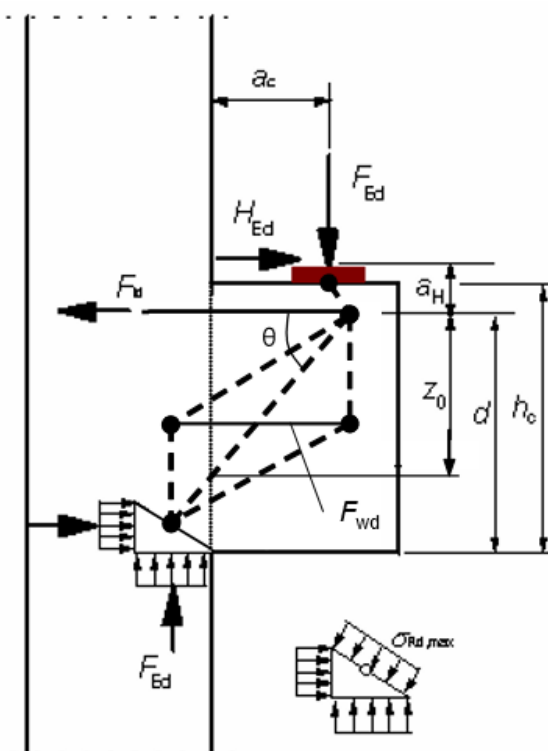 a_c
F_Ed
H_Ed
F_td
a_H
θ
z_0
d
h_c
F_wd
σ_Rd,max
F_Ed